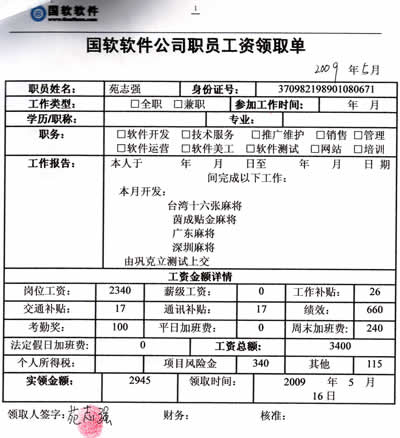 国软软件
1
国软软件公司职员工资领取单
2009 年 5月
职员姓名: 苑志强 身份证号: 370982198901080671
工作类型: □全职 □兼职 参加工作时间: 年 月
学历/职称: 专业:
职务: □软件开发 □技术服务 □推广维护 □销售 □管理
□软件运营 □软件美工 □软件测试 □网站 □培训
工作报告: 本人于 年 月 日至 年 月 日 期
间完成以下工作:
本月开发:
台湾十六张麻将
茵成贴金麻将
广东麻将
深圳麻将
由巩克立测试上交
工资金额详情
岗位工资: 2340 薪级工资: 0 工作补贴: 26
交通补贴: 17 通讯补贴: 17 绩效: 660
考勤奖: 100 平日加班费: 0 周末加班费: 240
法定假日加班费: 0 工资总额: 3400
个人所得税: 项目风险金 340 其他 115
实领金额: 2945 领取时间: 2009 年 5 月
16日
领取人签字: 苑志强 财务: 核准: